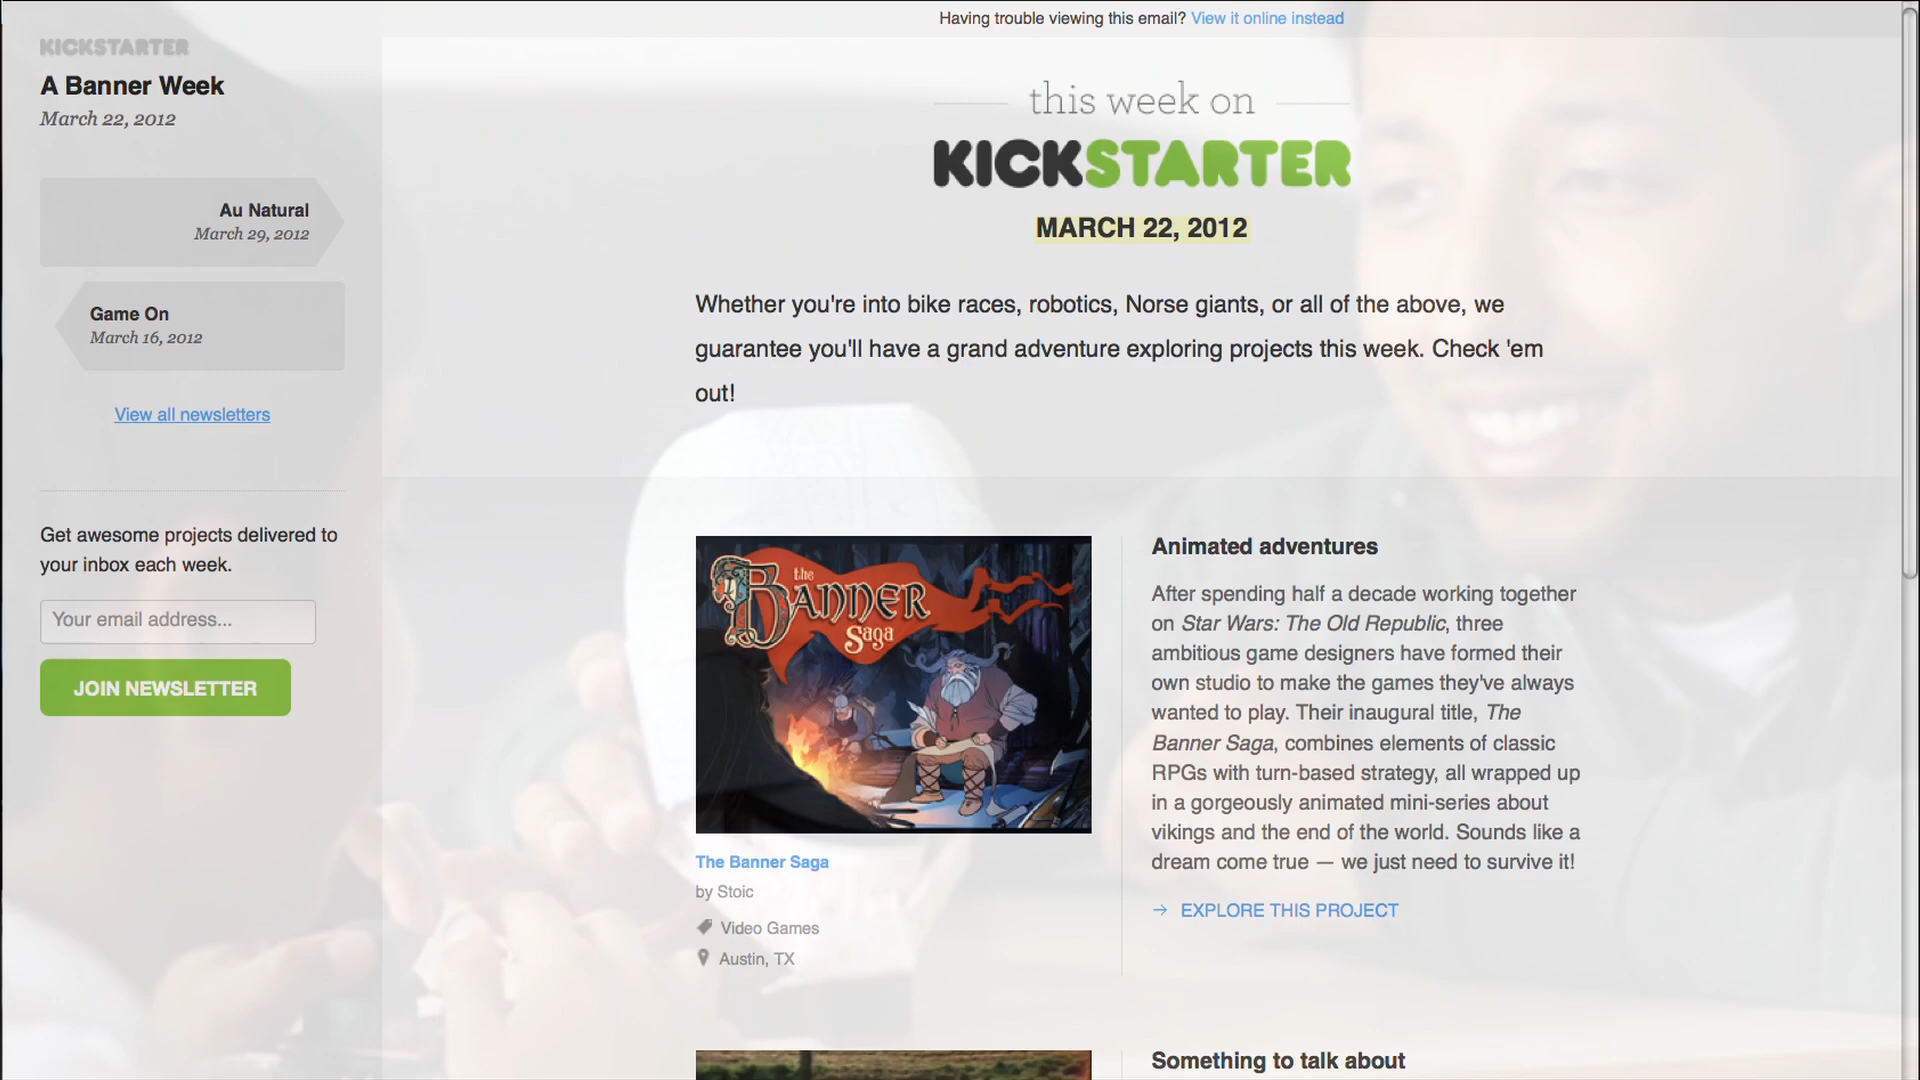 Having trouble viewing this email? View it online instead
KICKSTARTER
A Banner Week
March 22, 2012
Au Natural
March 29, 2012
Game On
March 16, 2012
View all newsletters
Get awesome projects delivered to
your inbox each week.
Your email address...
JOIN NEWSLETTER
this week on
KICKSTARTER
MARCH 22, 2012
Whether you're into bike races, robotics, Norse giants, or all of the above, we
guarantee you'll have a grand adventure exploring projects this week. Check 'em
out!
the
BANNER
Saga
The Banner Saga
by Stoic
Video Games
Austin, TX
Animated adventures
After spending half a decade working together
on Star Wars: The Old Republic, three
ambitious game designers have formed their
own studio to make the games they've always
wanted to play. Their inaugural title, The
Banner Saga, combines elements of classic
RPGs with turn-based strategy, all wrapped up
in a gorgeously animated mini-series about
vikings and the end of the world. Sounds like a
dream come true — we just need to survive it!
→ EXPLORE THIS PROJECT
Something to talk about